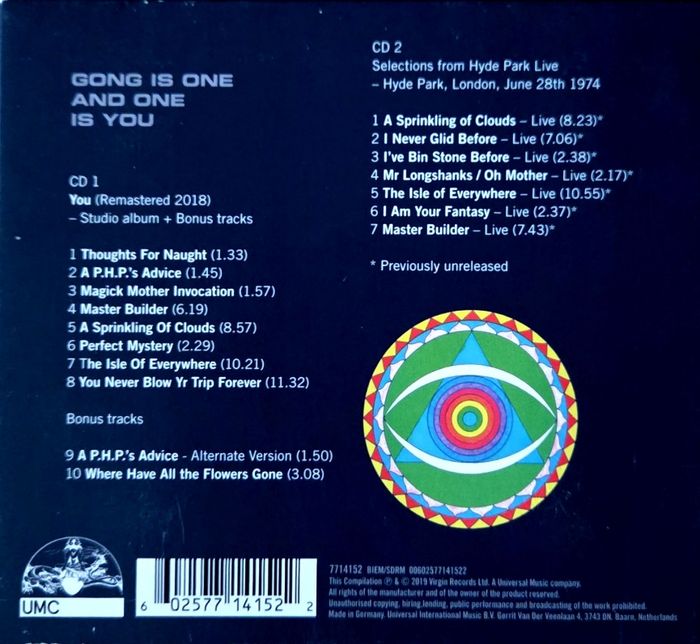 GONG IS ONE
AND ONE
IS YOU
CD 1
You (Remastered 2018)
– Studio album + Bonus tracks
1 Thoughts For Naught (1.33)
2 A P.H.P.'s Advice (1.45)
3 Magick Mother Invocation (1.57)
4 Master Builder (6.19)
5 A Sprinkling Of Clouds (8.57)
6 Perfect Mystery (2.29)
7 The Isle Of Everywhere (10.21)
8 You Never Blow Yr Trip Forever (11.32)
Bonus tracks
9 A P.H.P.'s Advice - Alternate Version (1.50)
10 Where Have All the Flowers Gone (3.08)
CD 2
Selections from Hyde Park Live
– Hyde Park, London, June 28th 1974
1 A Sprinkling of Clouds – Live (8.23)*
2 I Never Glid Before – Live (7.06)*
3 I've Bin Stone Before – Live (2.38)*
4 Mr Longshanks / Oh Mother – Live (2.17)*
5 The Isle of Everywhere – Live (10.55)*
6 I Am Your Fantasy – Live (2.37)*
7 Master Builder – Live (7.43)*
* Previously unreleased
UMC
6 02577 14152 2
7714152 BIEM/SDRM 00602577141522
This Compilation ℗ & © 2019 Virgin Records Ltd. A Universal Music company.
All rights of the manufacturer and of the owner of the product reserved.
Unauthorised copying, hiring, lending, public performance and broadcasting of the work prohibited.
Made in Germany. Universal International Music B.V. Gerrit Van Der Veenlaan 4, 3743 DN. Baarn, Netherlands